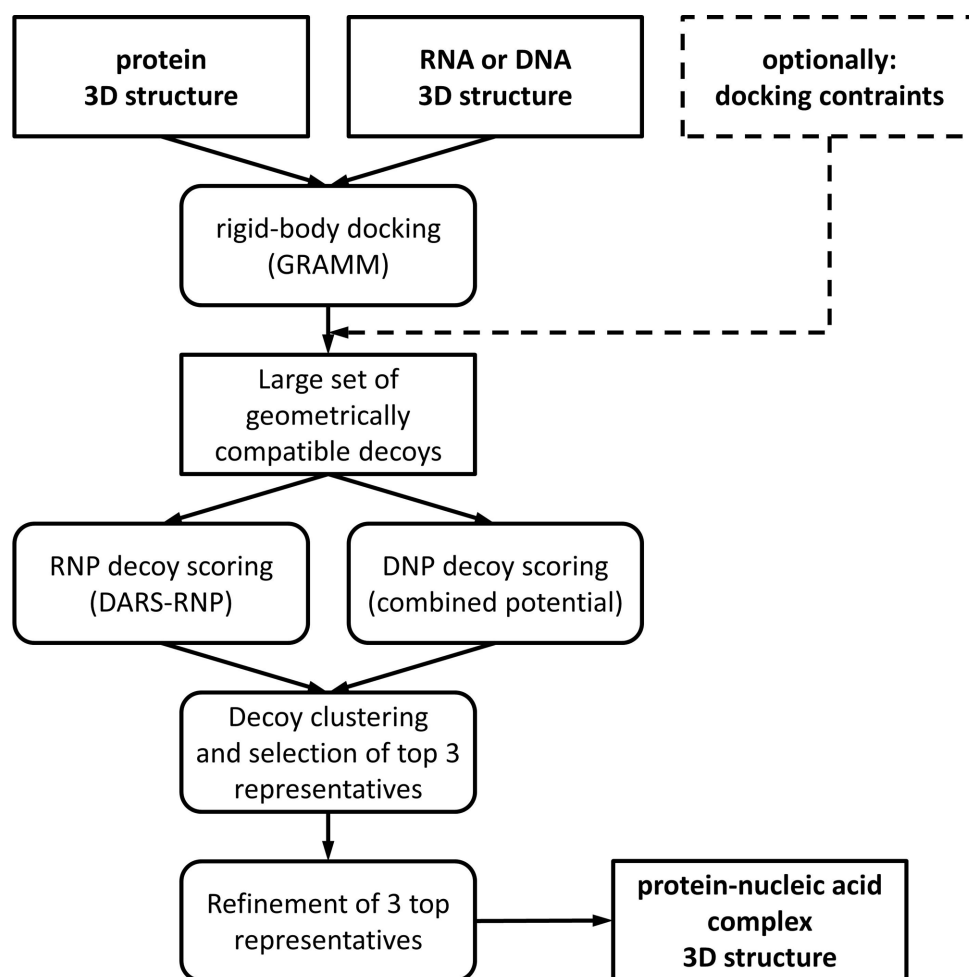 protein
3D structure
RNA or DNA
3D structure
optionally:
docking contraints
rigid-body docking
(GRAMM)
Large set of
geometrically
compatible decoys
RNP decoy scoring
(DARS-RNP)
DNP decoy scoring
(combined potential)
Decoy clustering
and selection of top 3
representatives
Refinement of 3 top
representatives
protein-nucleic acid
complex
3D structure